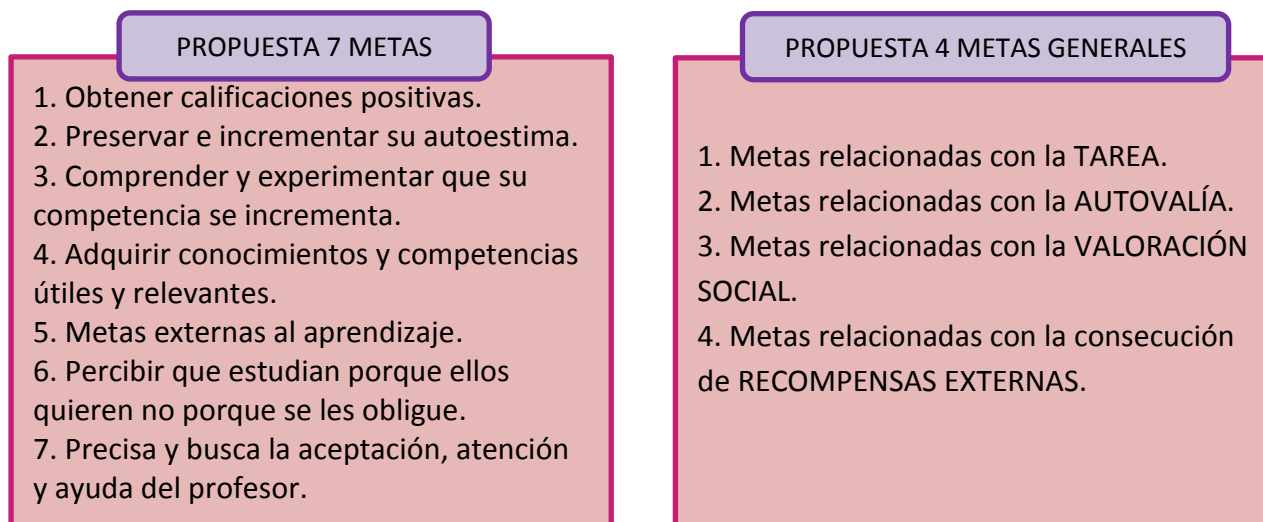 PROPUESTA 7 METAS
1. Obtener calificaciones positivas.
2. Preservar e incrementar su autoestima.
3. Comprender y experimentar que su
competencia se incrementa.
4. Adquirir conocimientos y competencias
útiles y relevantes.
5. Metas externas al aprendizaje.
6. Percibir que estudian porque ellos
quieren no porque se les obligue.
7. Precisa y busca la aceptación, atención
y ayuda del profesor.
PROPUESTA 4 METAS GENERALES
1. Metas relacionadas con la TAREA.
2. Metas relacionadas con la AUTOVALÍA.
3. Metas relacionadas con la VALORACIÓN
SOCIAL.
4. Metas relacionadas con la consecución
de RECOMPENSAS EXTERNAS.